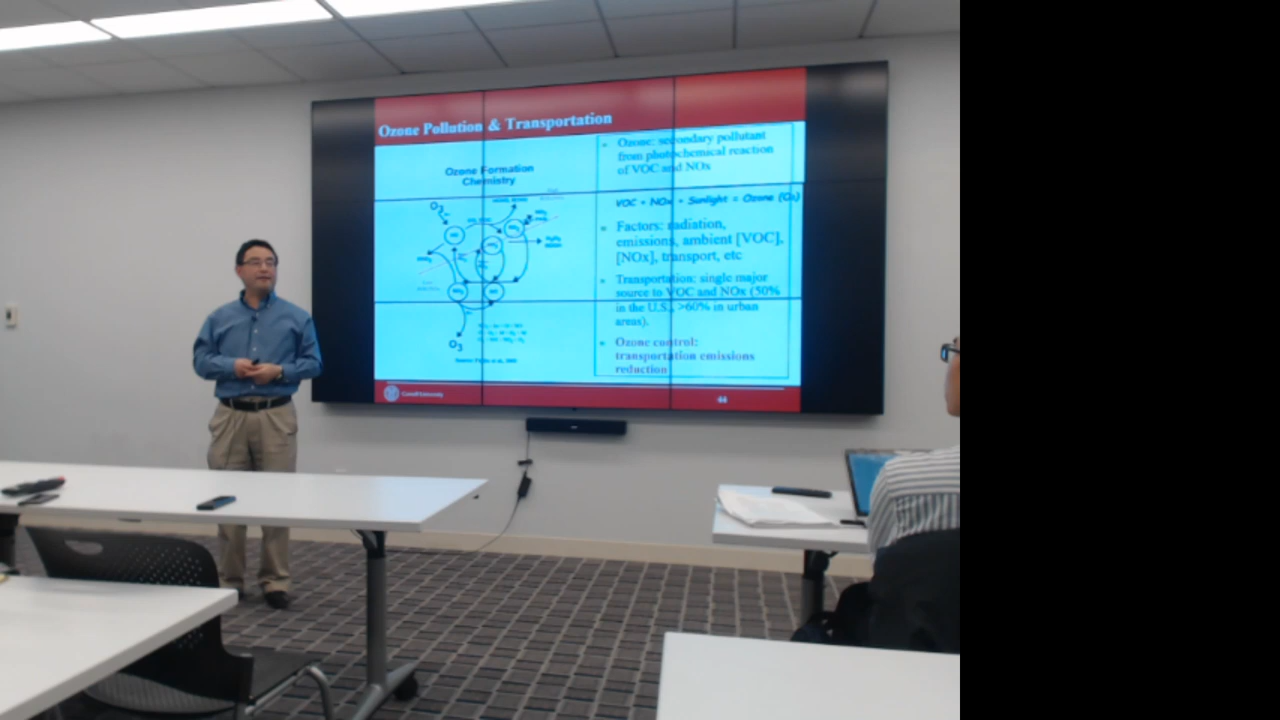 Ozone Pollution & Transportation
Ozone Formation
Chemistry
O3
O3
Ozone: secondary pollutant
from photochemical reaction
of VOC and NOx
VOC + NOx + Sunlight = Ozone (O3)
Factors: radiation,
emissions, ambient [VOC],
[NOx], transport, etc
Transportation: single major
source to VOC and NOx (50%
in the U.S., >60% in urban
areas).
Ozone control:
transportation emissions
reduction
Cornell University
44